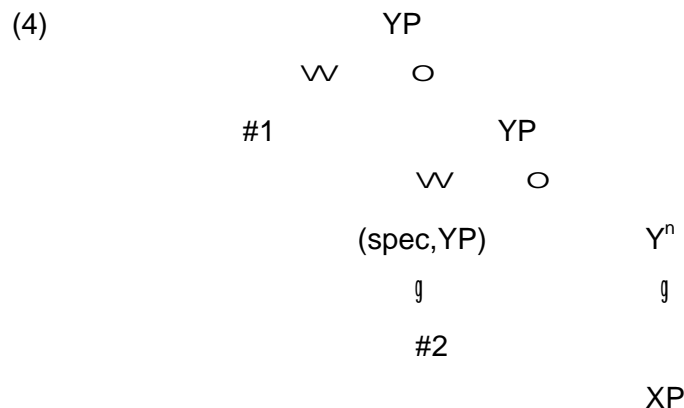 (4) YP
W O
#1 YP
W O
(spec,YP) Yⁿ
g g
#2
XP